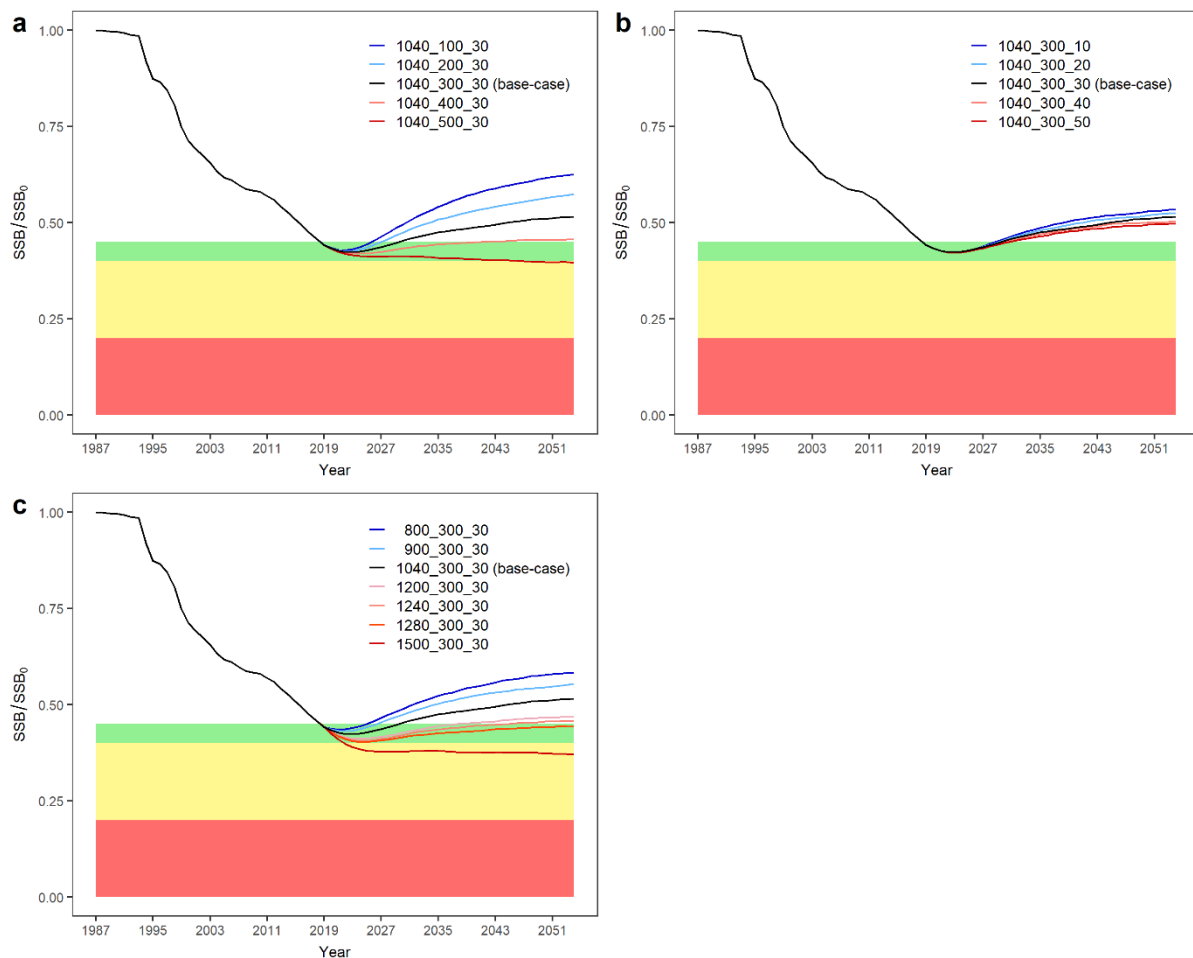 a
1040_100_30
1040_200_30
1040_300_30 (base-case)
1040_400_30
1040_500_30
1.00
0.75
0.50
0.25
0.00
SSB/SSB₀
1987 1995 2003 2011 2019 2027 2035 2043 2051
Year
b
1040_300_10
1040_300_20
1040_300_30 (base-case)
1040_300_40
1040_300_50
1.00
0.75
0.50
0.25
0.00
SSB/SSB₀
1987 1995 2003 2011 2019 2027 2035 2043 2051
Year
c
800_300_30
900_300_30
1040_300_30 (base-case)
1200_300_30
1240_300_30
1280_300_30
1500_300_30
1.00
0.75
0.50
0.25
0.00
SSB/SSB₀
1987 1995 2003 2011 2019 2027 2035 2043 2051
Year